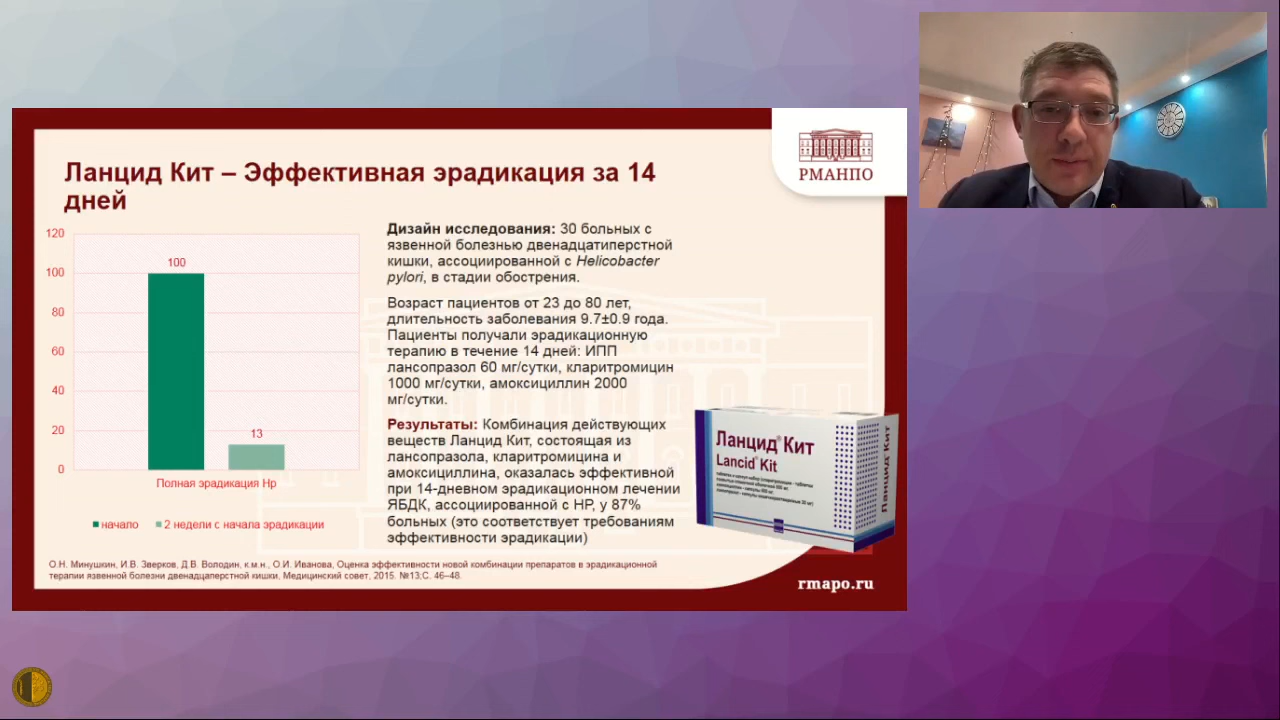 РМАНПО
Ланцид Кит – Эффективная эрадикация за 14
дней
120
100
80
60
40
20
0
100
13
Полная эрадикация Нр
начало
2 недели с начала эрадикации
Дизайн исследования: 30 больных с
язвенной болезнью двенадцатиперстной
кишки, ассоциированной с Helicobacter
pylori, в стадии обострения.
Возраст пациентов от 23 до 80 лет,
длительность заболевания 9.7±0.9 года.
Пациенты получали эрадикационную
терапию в течение 14 дней: ИПП
лансопразол 60 мг/сутки, кларитромицин
1000 мг/сутки, амоксициллин 2000
мг/сутки.
Результаты: Комбинация действующих
веществ Ланцид Кит, состоящая из
лансопразола, кларитромицина и
амоксициллина, оказалась эффективной
при 14-дневном эрадикационном лечении
ЯБДК, ассоциированной с НР, у 87%
больных (это соответствует требованиям
эффективности эрадикации)
Ланцид® Кит
Lancid® Kit
Ланцид® Кит
О.Н. Минушкин, И.В. Зверков, Д.В. Володин, к.м.н., О.И. Иванова, Оценка эффективности новой комбинации препаратов в эрадикационной
терапии язвенной болезни двенадцаперстной кишки, Медицинский совет, 2015. №13;С. 46–48.
rmapo.ru